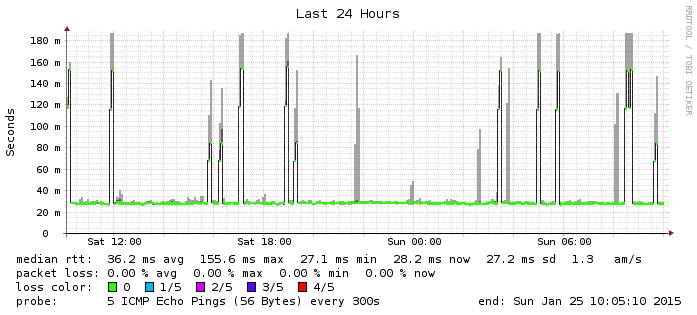 Last 24 Hours
RRDTOOL / TOBI OETIKER
Seconds
180 m
160 m
140 m
120 m
100 m
80 m
60 m
40 m
20 m
0
Sat 12:00 Sat 18:00 Sun 00:00 Sun 06:00
median rtt: 36.2 ms avg 155.6 ms max 27.1 ms min 28.2 ms now 27.2 ms sd 1.3 am/s
packet loss: 0.00 % avg 0.00 % max 0.00 % min 0.00 % now
loss color: 0 1/5 2/5 3/5 4/5
probe: 5 ICMP Echo Pings (56 Bytes) every 300s end: Sun Jan 25 10:05:10 2015